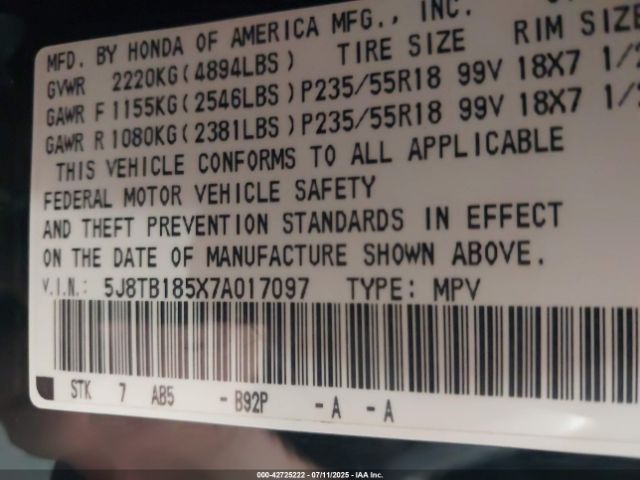 MFD. BY HONDA OF AMERICA MFG., INC.
GVWR 2220KG(4894LBS) TIRE SIZE RIM SIZE
GAWR F 1155KG(2546LBS) P235/55R18 99V 18X7 1/2
GAWR R 1080KG(2381LBS) P235/55R18 99V 18X7 1/2
THIS VEHICLE CONFORMS TO ALL APPLICABLE
FEDERAL MOTOR VEHICLE SAFETY
AND THEFT PREVENTION STANDARDS IN EFFECT
ON THE DATE OF MANUFACTURE SHOWN ABOVE.
V.I.N.: 5J8TB185X7A017097 TYPE: MPV
STK 7 AB5 - B92P - A - A
000-42725222 - 07/11/2025 - IAA Inc.